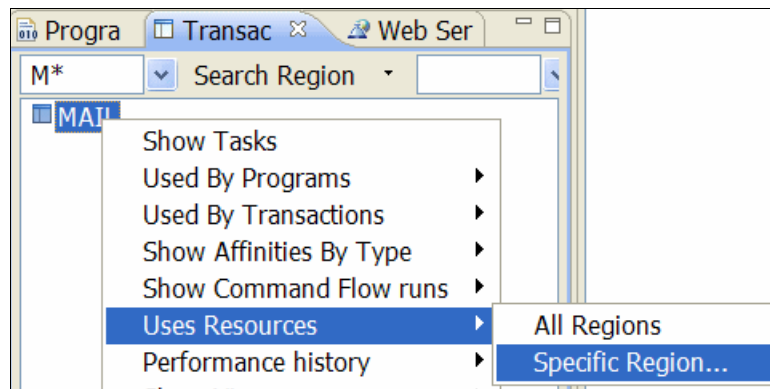 Progra Transac Web Ser
M* Search Region
MAIL
Show Tasks
Used By Programs
Used By Transactions
Show Affinities By Type
Show Command Flow runs
Uses Resources All Regions
Performance history Specific Region...